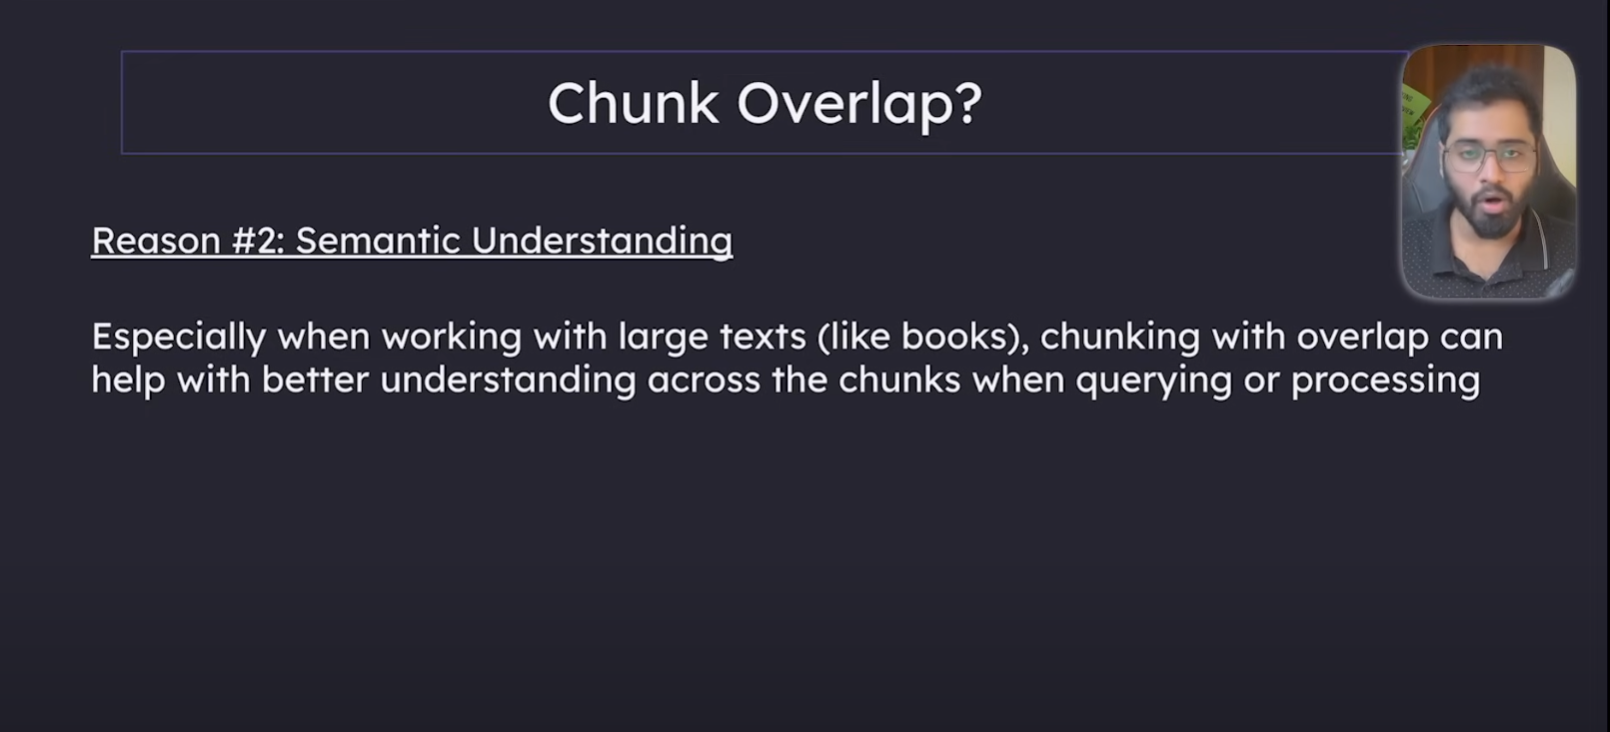 Chunk Overlap?
Reason #2: Semantic Understanding
Especially when working with large texts (like books), chunking with overlap can
help with better understanding across the chunks when querying or processing